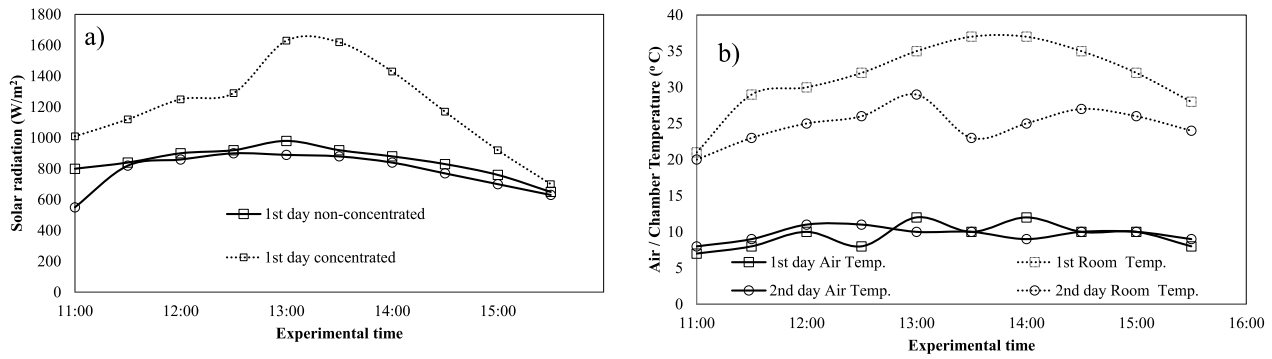 a)
Solar radiation (W/m²)
1800
1600
1400
1200
1000
800
600
400
200
0
1st day non-concentrated
1st day concentrated
11:00 12:00 13:00 14:00 15:00
Experimental time
b)
Air / Chamber Temperature (° C)
40
35
30
25
20
15
10
5
0
1st day Air Temp. 1st Room Temp.
2nd day Air Temp. 2nd day Room Temp.
11:00 12:00 13:00 14:00 15:00 16:00
Experimental time